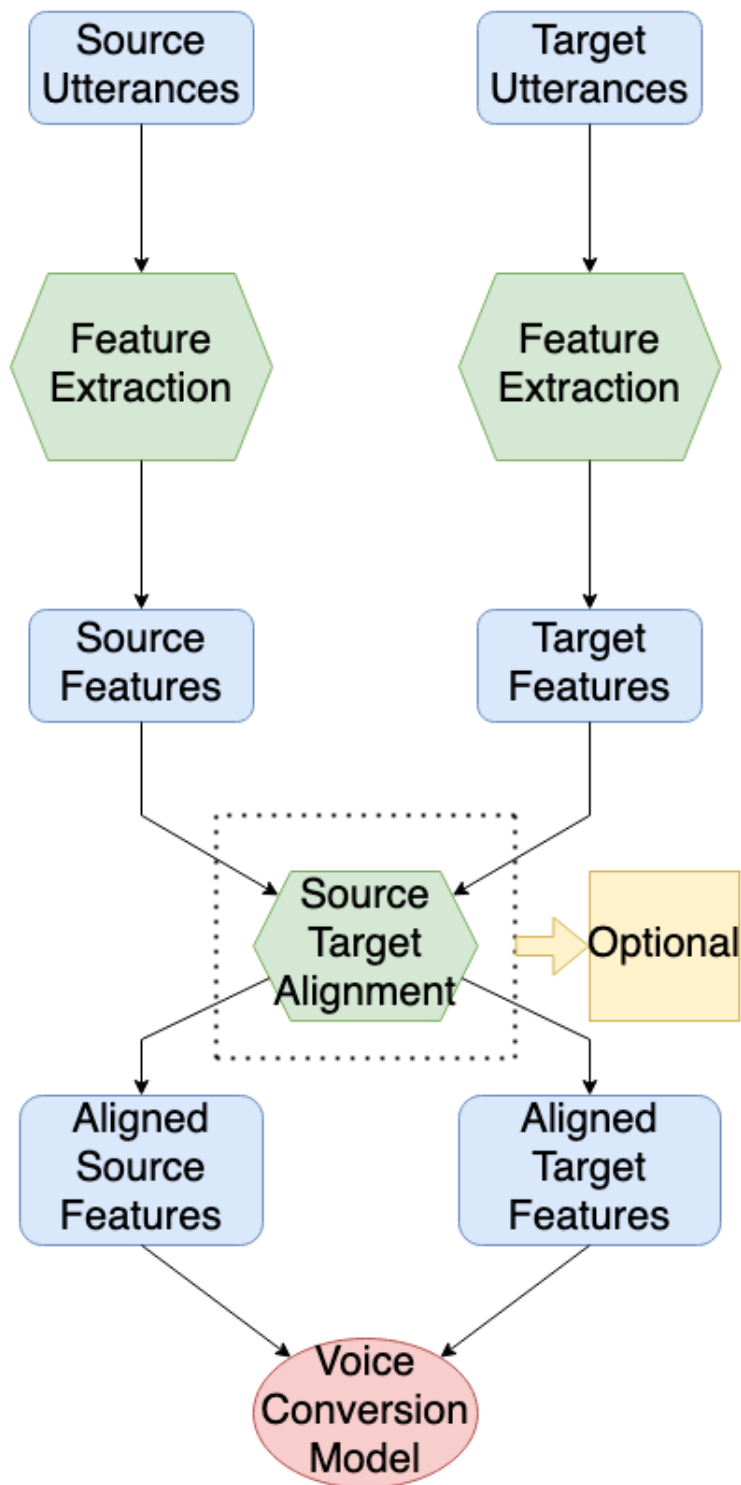 Source
Utterances
Target
Utterances
Feature
Extraction
Feature
Extraction
Source
Features
Target
Features
Source
Target
Alignment
Optional
Aligned
Source
Features
Aligned
Target
Features
Voice
Conversion
Model